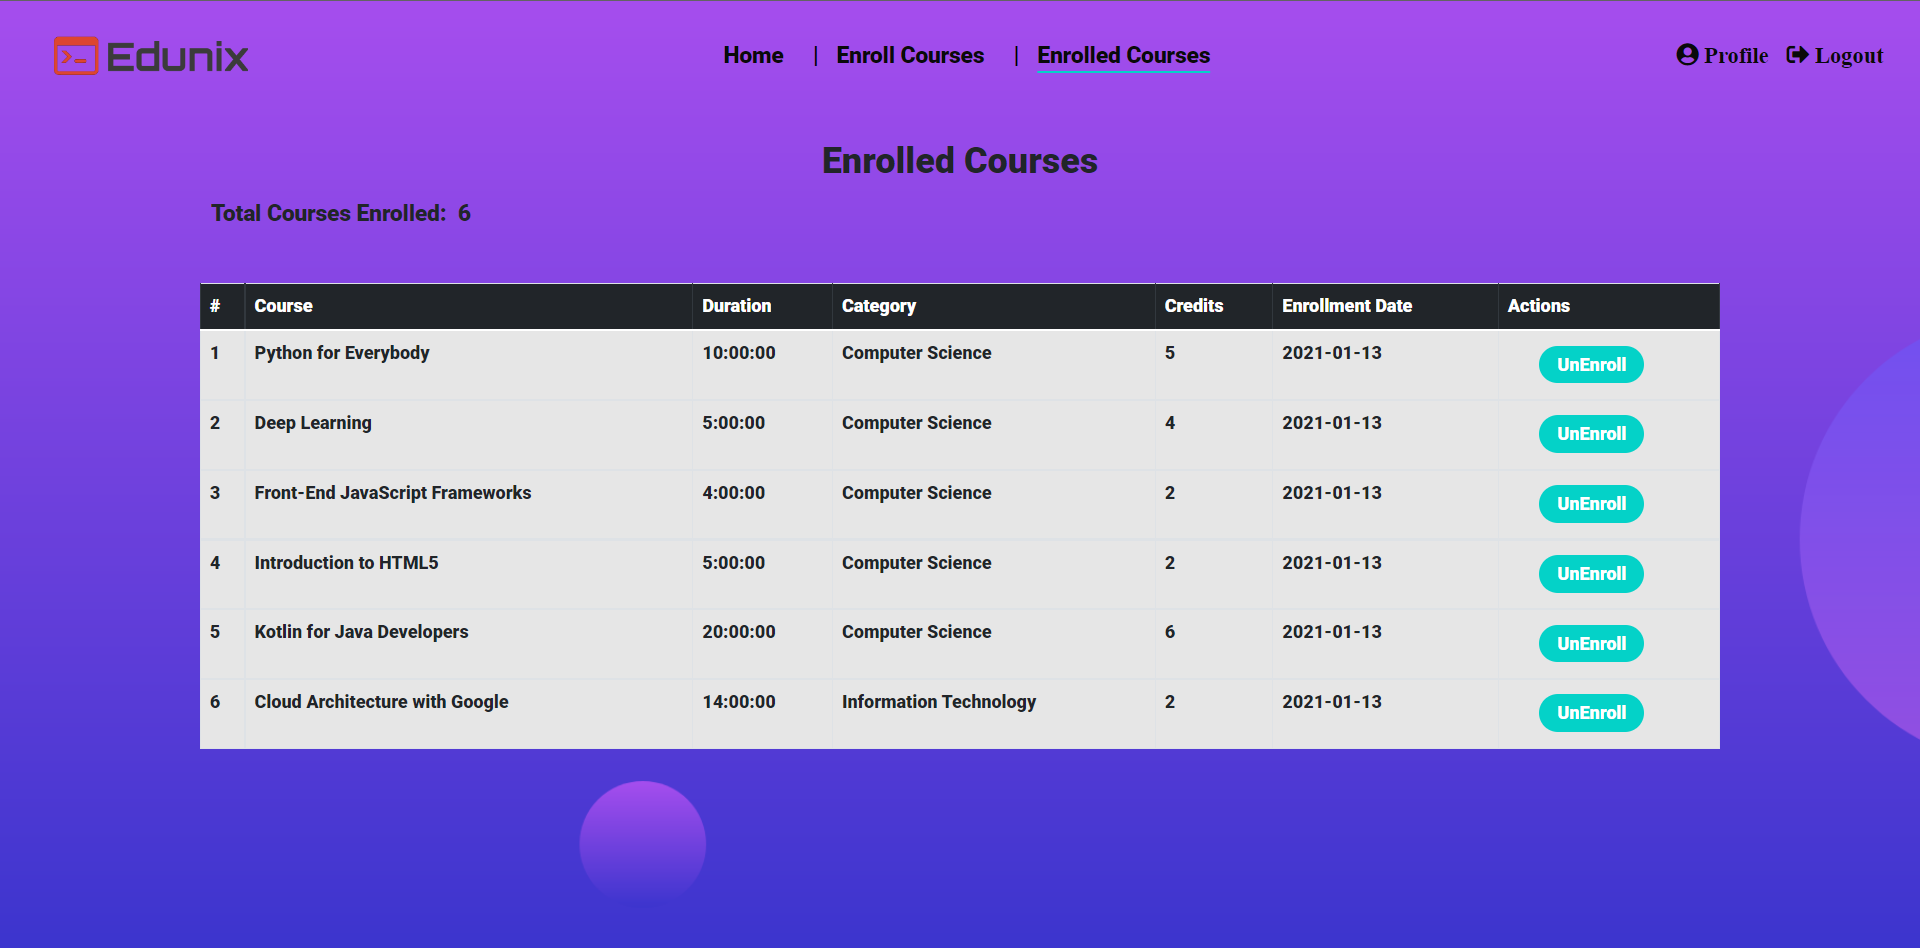 Edunix
Home | Enroll Courses | Enrolled Courses
Profile Logout
Enrolled Courses
Total Courses Enrolled: 6
# Course Duration Category Credits Enrollment Date Actions
1 Python for Everybody 10:00:00 Computer Science 5 2021-01-13 UnEnroll
2 Deep Learning 5:00:00 Computer Science 4 2021-01-13 UnEnroll
3 Front-End JavaScript Frameworks 4:00:00 Computer Science 2 2021-01-13 UnEnroll
4 Introduction to HTML5 5:00:00 Computer Science 2 2021-01-13 UnEnroll
5 Kotlin for Java Developers 20:00:00 Computer Science 6 2021-01-13 UnEnroll
6 Cloud Architecture with Google 14:00:00 Information Technology 2 2021-01-13 UnEnroll